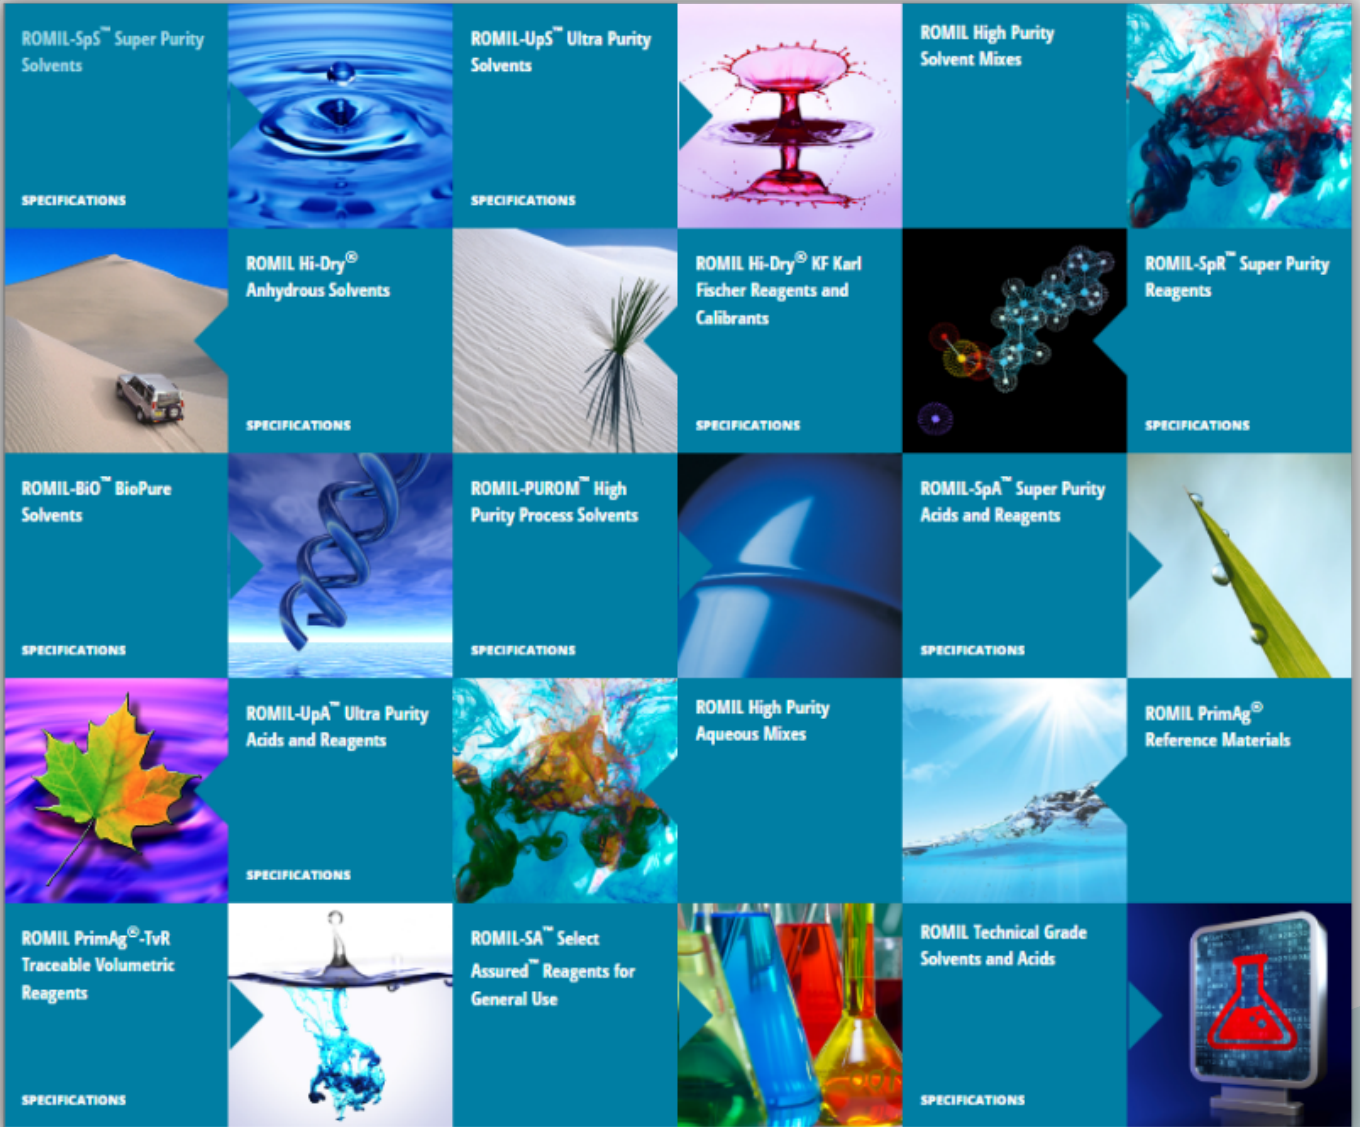 ROMIL-SpS™ Super Purity
Solvents
SPECIFICATIONS
ROMIL-UpS™ Ultra Purity
Solvents
SPECIFICATIONS
ROMIL High Purity
Solvent Mixes
ROMIL Hi-Dry®
Anhydrous Solvents
SPECIFICATIONS
ROMIL Hi-Dry® KF Karl
Fischer Reagents and
Calibrants
SPECIFICATIONS
ROMIL-SpR™ Super Purity
Reagents
SPECIFICATIONS
ROMIL-BiO™ BioPure
Solvents
SPECIFICATIONS
ROMIL-PUROM™ High
Purity Process Solvents
SPECIFICATIONS
ROMIL-SpA™ Super Purity
Acids and Reagents
SPECIFICATIONS
ROMIL-UpA™ Ultra Purity
Acids and Reagents
SPECIFICATIONS
ROMIL High Purity
Aqueous Mixes
ROMIL PrimAg®
Reference Materials
ROMIL PrimAg®-TvR
Traceable Volumetric
Reagents
SPECIFICATIONS
ROMIL-SA™ Select
Assured™ Reagents for
General Use
ROMIL Technical Grade
Solvents and Acids
SPECIFICATIONS